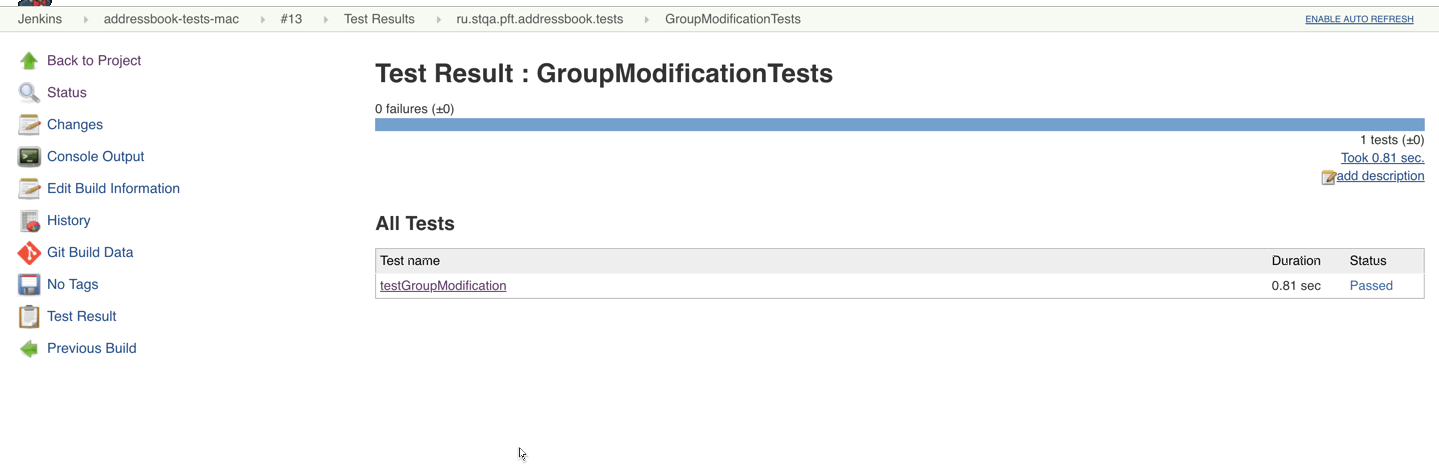 Jenkins addressbook-tests-mac #13 Test Results ru.stqa.pft.addressbook.tests GroupModificationTests ENABLE AUTO REFRESH
Back to Project
Status
Changes
Console Output
Edit Build Information
History
Git Build Data
No Tags
Test Result
Previous Build
Test Result : GroupModificationTests
0 failures (±0)
1 tests (±0)
Took 0.81 sec.
add description
All Tests
Test name Duration Status
testGroupModification 0.81 sec Passed